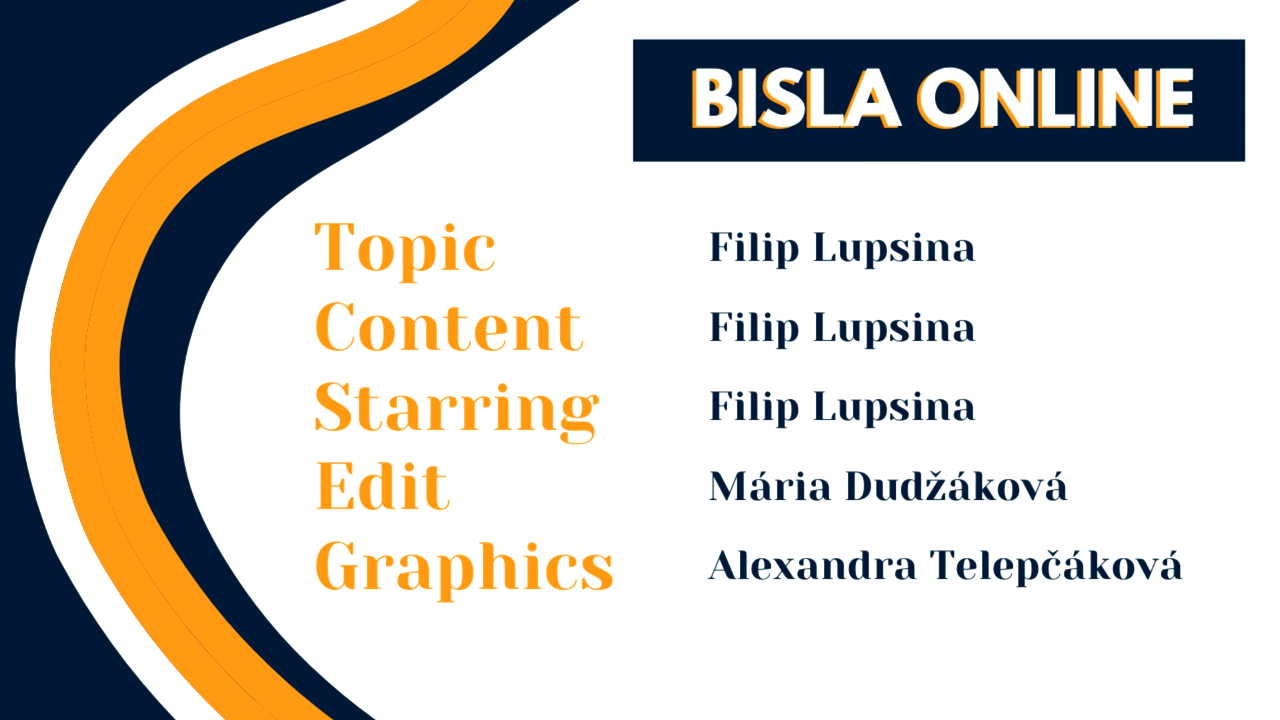 BISLA ONLINE
Topic Filip Lupsina
Content Filip Lupsina
Starring Filip Lupsina
Edit Mária Dudžáková
Graphics Alexandra Telepčáková